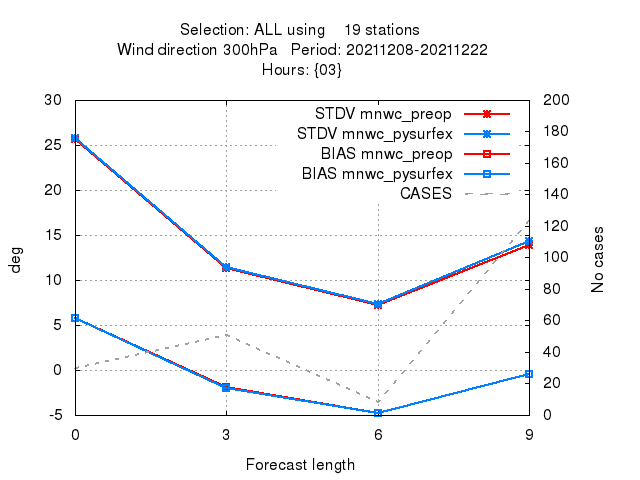 Selection: ALL using 19 stations
Wind direction 300hPa Period: 20211208-20211222
Hours: {03}
30
25
20
15
10
5
0
-5
deg
STDV mnwc_preop
STDV mnwc_pysurfex
BIAS mnwc_preop
BIAS mnwc_pysurfex
CASES
200
180
160
140
120
100
80
60
40
20
0
No cases
0 3 6 9
Forecast length